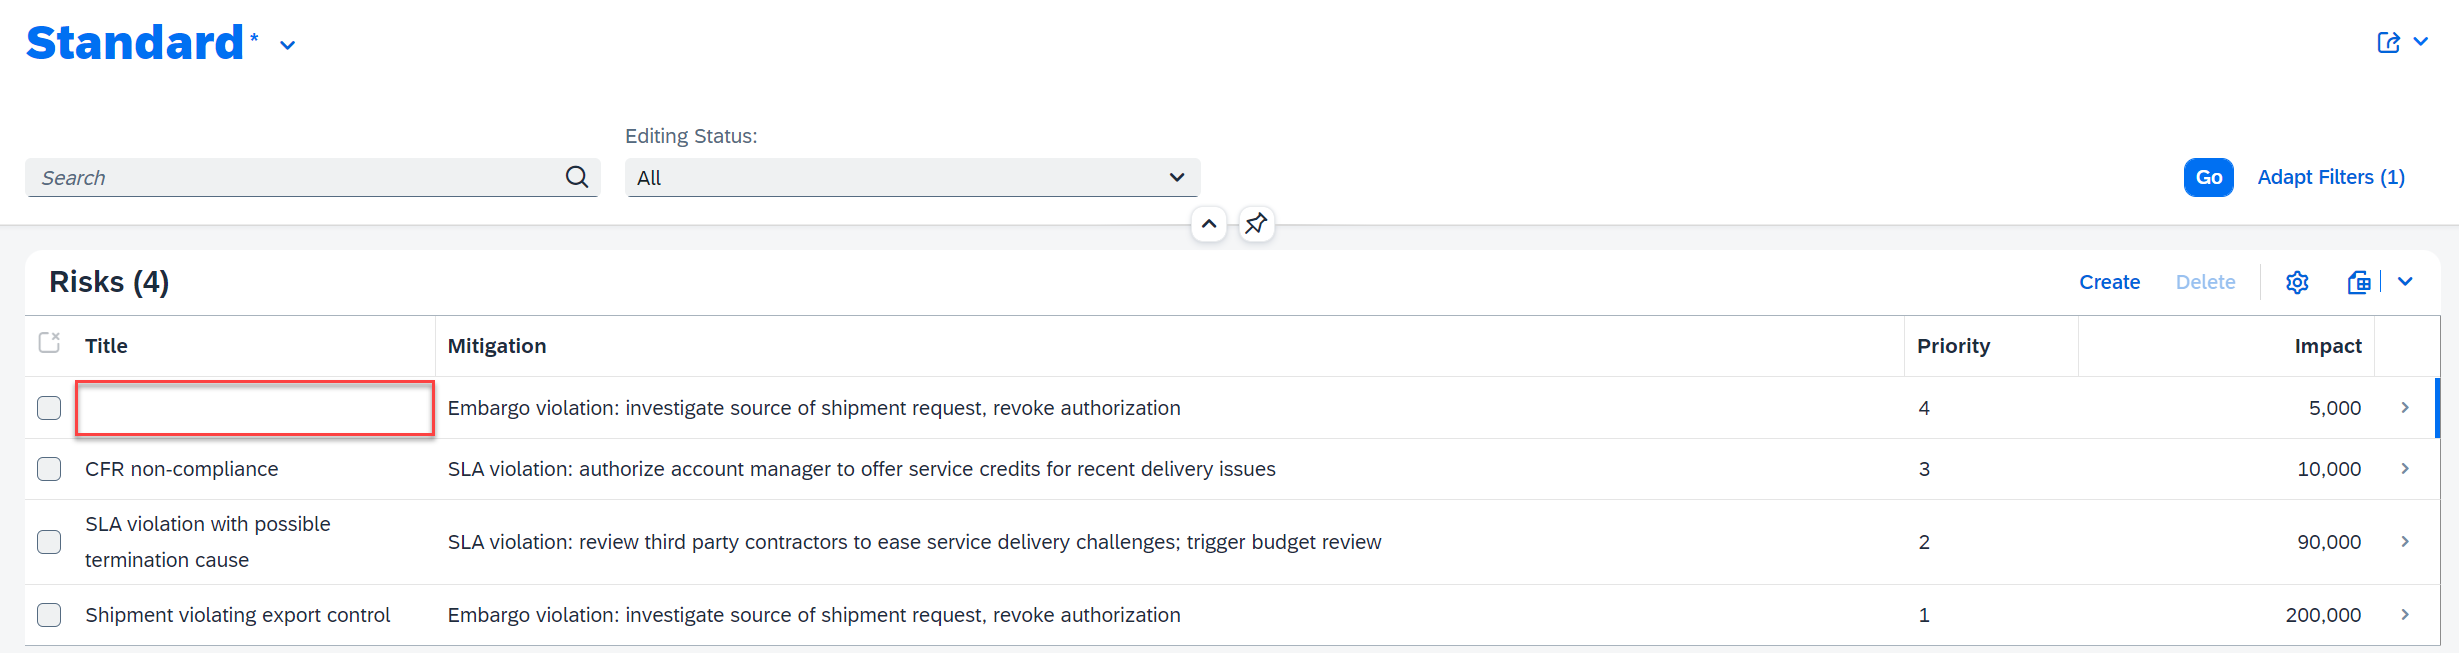 Standard*
Editing Status:
Search
All
Go
Adapt Filters (1)
Risks (4)
Create
Delete
Title
Mitigation
Priority
Impact
Embargo violation: investigate source of shipment request, revoke authorization
4
5,000
CFR non-compliance
SLA violation: authorize account manager to offer service credits for recent delivery issues
3
10,000
SLA violation with possible
termination cause
SLA violation: review third party contractors to ease service delivery challenges; trigger budget review
2
90,000
Shipment violating export control
Embargo violation: investigate source of shipment request, revoke authorization
1
200,000